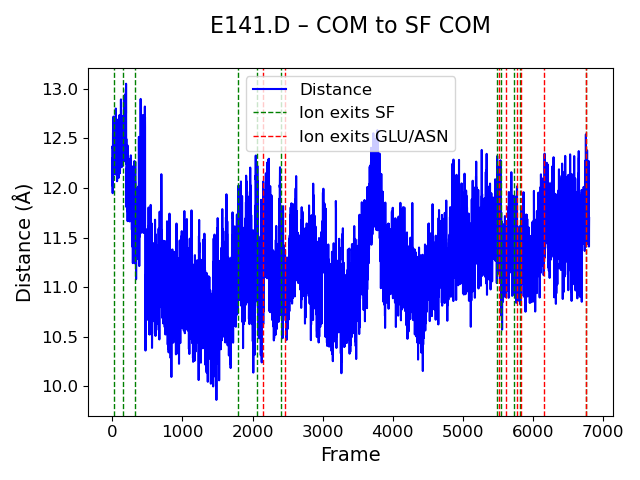 E141.D – COM to SF COM
Distance
Ion exits SF
Ion exits GLU/ASN
Distance (Å)
13.0
12.5
12.0
11.5
11.0
10.5
10.0
0 1000 2000 3000 4000 5000 6000 7000
Frame